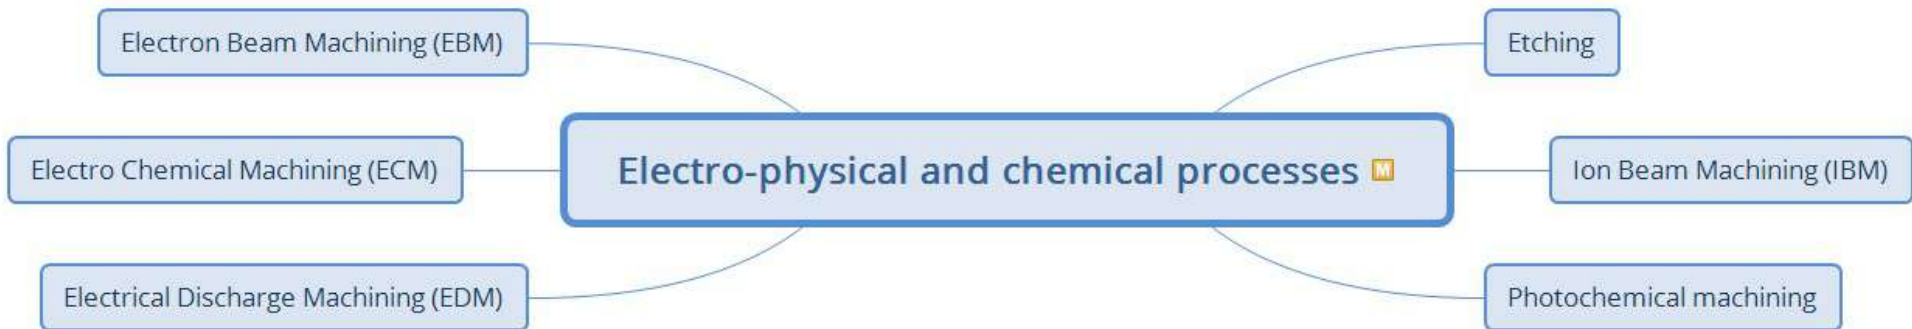 Electron Beam Machining (EBM)
Etching
Electro-physical and chemical processes M
Electro Chemical Machining (ECM)
Ion Beam Machining (IBM)
Electrical Discharge Machining (EDM)
Photochemical machining